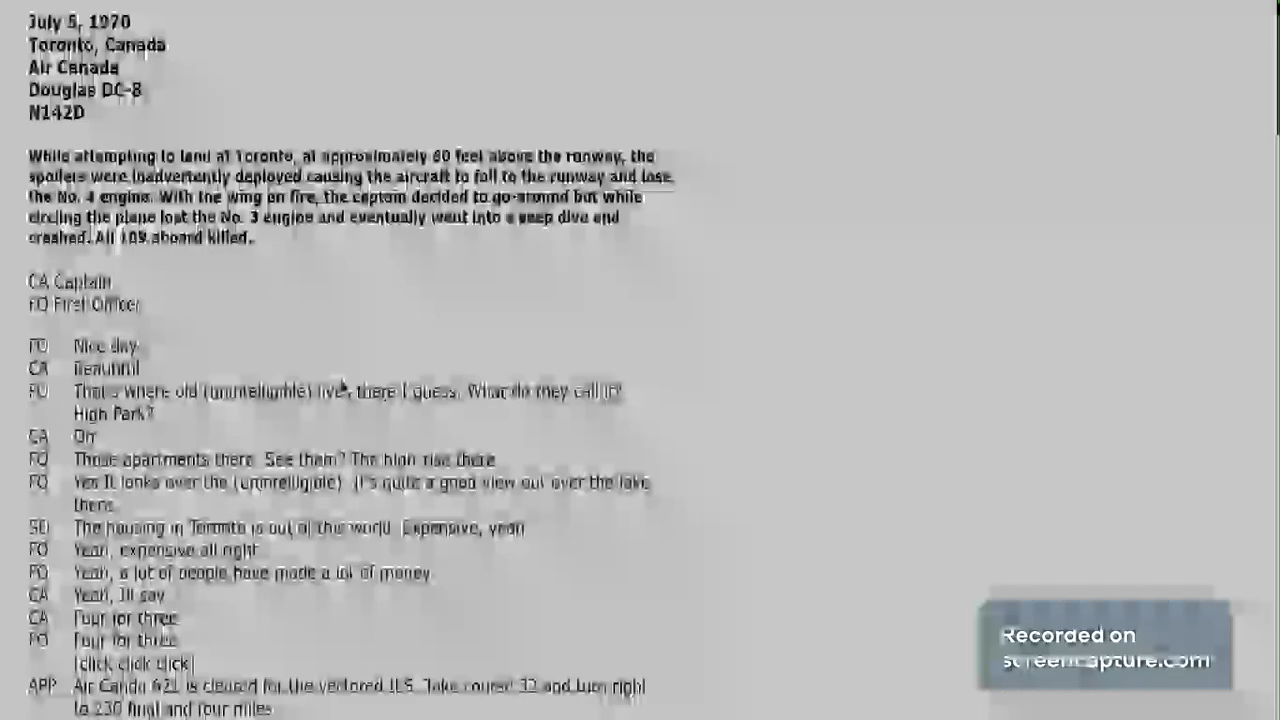 July 5, 1970
Toronto, Canada
Air Canada
Douglas DC-8
N142D
While attempting to land at Toronto, at approximately 60 feet above the runway, the
spoilers were inadvertently deployed causing the aircraft to fall to the runway and lose
the No. 4 engine. With the wing on fire, the captain decided to go-around but while
circling the plane lost the No. 3 engine and eventually went into a deep dive and
crashed. All 109 aboard killed.
CA Captain
FO First Officer
FO Nice day
CA Beautiful
FO That's where old (unintelligible) lives there I guess. What do they call it?
High Park?
CA
FO Those apartments there. See them? The high rise there
FO Yes It looks over the (unintelligible). It's quite a good view out over the lake
there.
SO The housing in Toronto is out of this world. Expensive, yeah
FO Yeah, expensive all right
FO Yeah, a lot of people have made a lot of money
CA Yeah, I'll say
CA Four for three
FO Four for three
[click click click]
APP Air Canda 621 is cleared for the vectored ILS. Take course 32 and turn right
to 230 final and four miles
Recorded on
screencapture.com